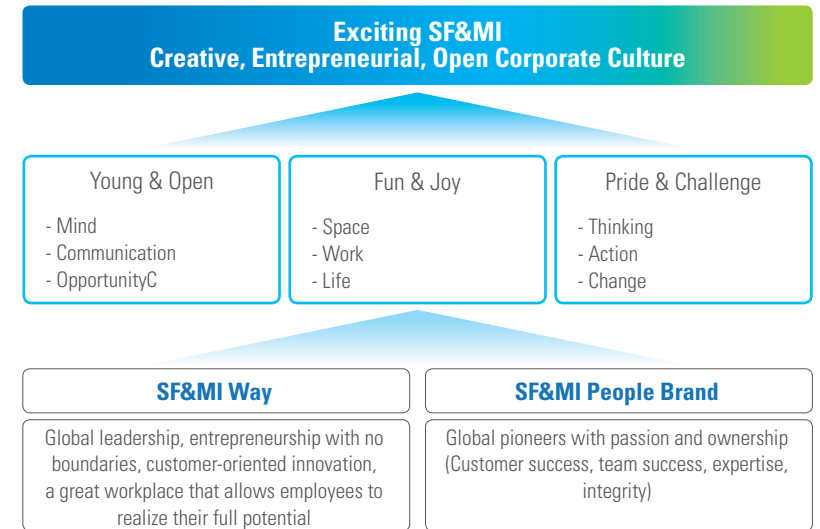 Exciting SF&MI
Creative, Entrepreneurial, Open Corporate Culture
Young & Open
- Mind
- Communication
- OpportunityC
Fun & Joy
- Space
- Work
- Life
Pride & Challenge
- Thinking
- Action
- Change
SF&MI Way
Global leadership, entrepreneurship with no
boundaries, customer-oriented innovation,
a great workplace that allows employees to
realize their full potential
SF&MI People Brand
Global pioneers with passion and ownership
(Customer success, team success, expertise,
integrity)